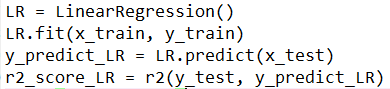 LR = LinearRegression()
LR.fit(x_train, y_train)
y_predict_LR = LR.predict(x_test)
r2_score_LR = r2(y_test, y_predict_LR)